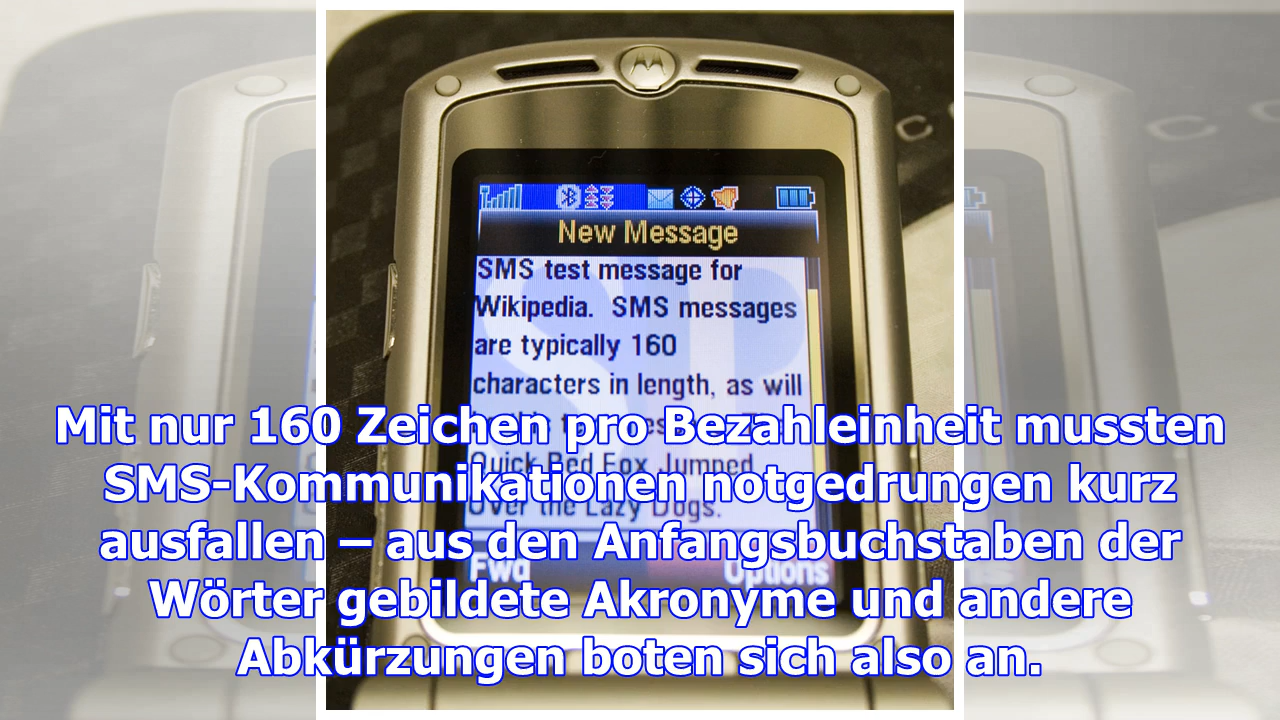 New Message
SMS test message for
Wikipedia. SMS messages
are typically 160
characters in length, as will
Mit nur 160 Zeichen pro Bezahleinheit mussten
Quick Red Fox Jumped
SMS-Kommunikationen notgedrungen kurz
Over the Lazy Dogs.
ausfallen – aus den Anfangsbuchstaben der
Fwd
Options
Wörter gebildete Akronyme und andere
Abkürzungen boten sich also an.